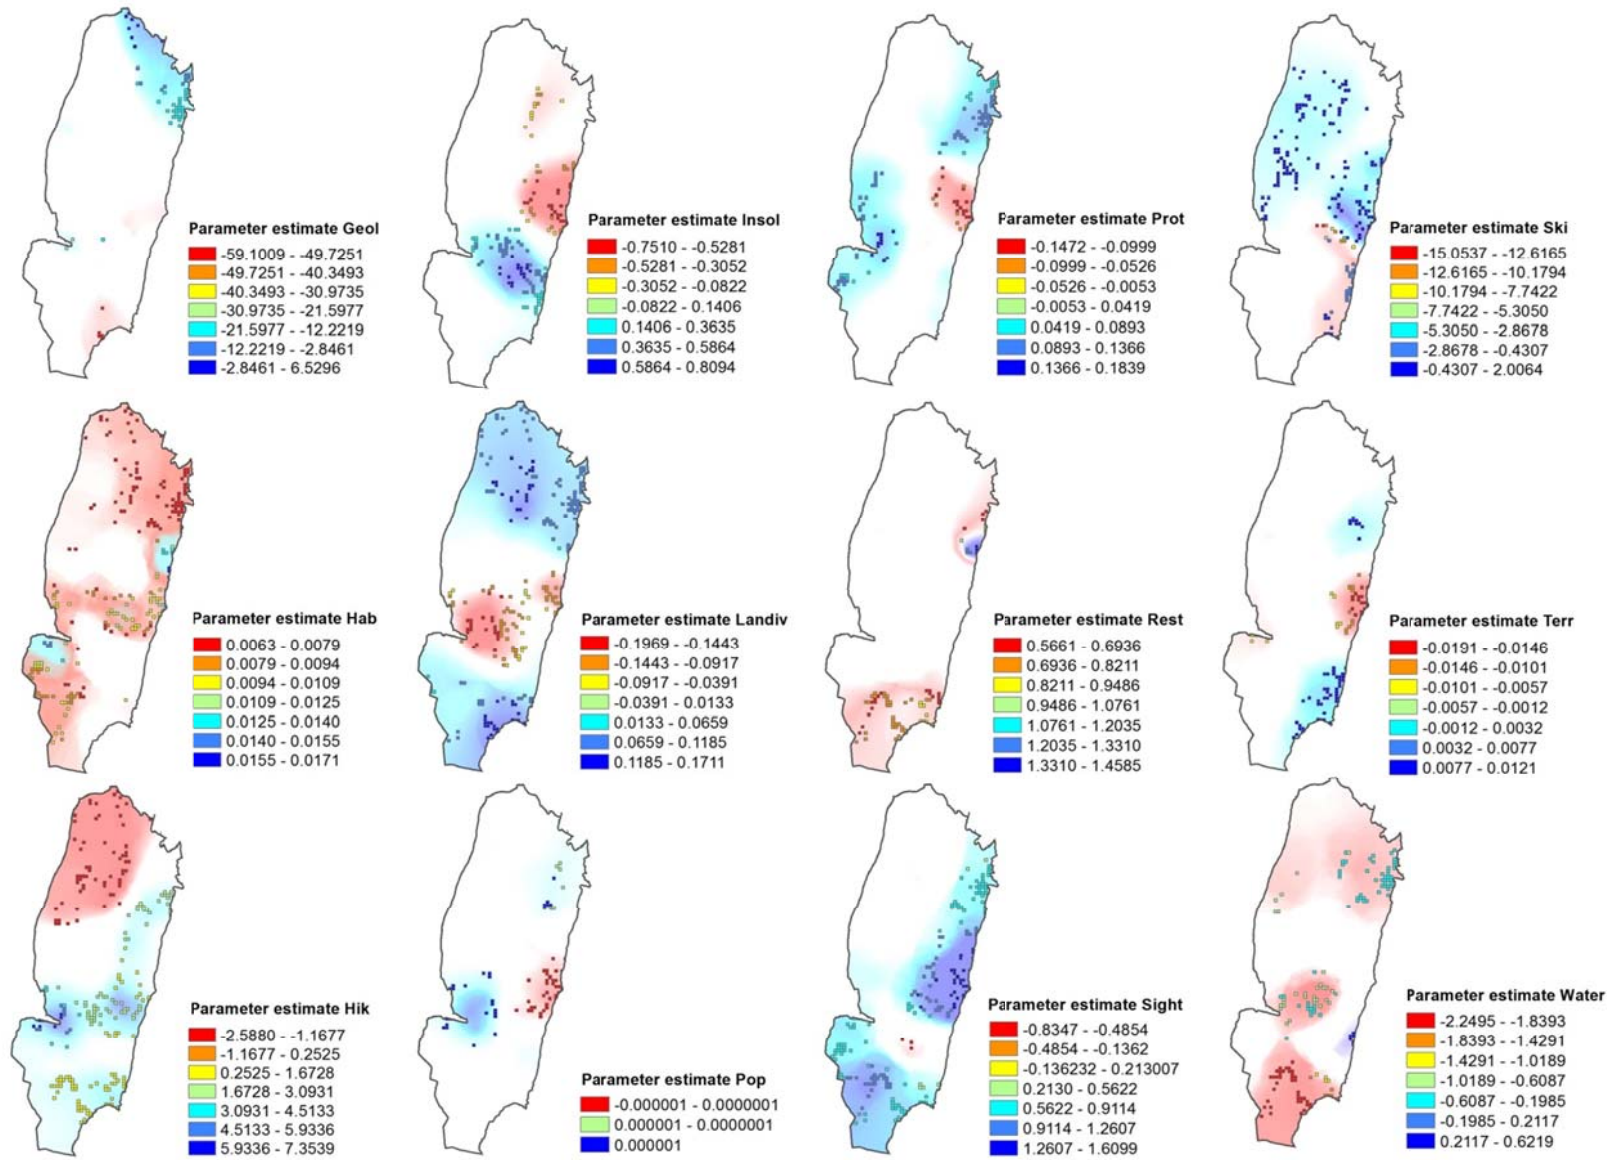 Parameter estimate Geol
-59.1009 - -49.7251
-49.7251 - -40.3493
-40.3493 - -30.9735
-30.9735 - -21.5977
-21.5977 - -12.2219
-12.2219 - -2.8461
-2.8461 - 6.5296
Parameter estimate Insol
-0.7510 - -0.5281
-0.5281 - -0.3052
-0.3052 - -0.0822
-0.0822 - 0.1406
0.1406 - 0.3635
0.3635 - 0.5864
0.5864 - 0.8094
Parameter estimate Prot
-0.1472 - -0.0999
-0.0999 - -0.0526
-0.0526 - -0.0053
-0.0053 - 0.0419
0.0419 - 0.0893
0.0893 - 0.1366
0.1366 - 0.1839
Parameter estimate Ski
-15.0537 - -12.6165
-12.6165 - -10.1794
-10.1794 - -7.7422
-7.7422 - -5.3050
-5.3050 - -2.8678
-2.8678 - -0.4307
-0.4307 - 2.0064
Parameter estimate Hab
0.0063 - 0.0079
0.0079 - 0.0094
0.0094 - 0.0109
0.0109 - 0.0125
0.0125 - 0.0140
0.0140 - 0.0155
0.0155 - 0.0171
Parameter estimate Landiv
-0.1969 - -0.1443
-0.1443 - -0.0917
-0.0917 - -0.0391
-0.0391 - 0.0133
0.0133 - 0.0659
0.0659 - 0.1185
0.1185 - 0.1711
Parameter estimate Rest
0.5661 - 0.6936
0.6936 - 0.8211
0.8211 - 0.9486
0.9486 - 1.0761
1.0761 - 1.2035
1.2035 - 1.3310
1.3310 - 1.4585
Parameter estimate Terr
-0.0191 - -0.0146
-0.0146 - -0.0101
-0.0101 - -0.0057
-0.0057 - -0.0012
-0.0012 - 0.0032
0.0032 - 0.0077
0.0077 - 0.0121
Parameter estimate Hik
-2.5880 - -1.1677
-1.1677 - 0.2525
0.2525 - 1.6728
1.6728 - 3.0931
3.0931 - 4.5133
4.5133 - 5.9336
5.9336 - 7.3539
Parameter estimate Pop
-0.000001 - 0.0000001
0.000001 - 0.0000001
0.000001
Parameter estimate Sight
-0.8347 - -0.4854
-0.4854 - -0.1362
-0.136232 - -0.213007
0.2130 - 0.5622
0.5622 - 0.9114
0.9114 - 1.2607
1.2607 - 1.6099
Parameter estimate Water
-2.2495 - -1.8393
-1.8393 - -1.4291
-1.4291 - -1.0189
-1.0189 - -0.6087
-0.6087 - -0.1985
-0.1985 - 0.2117
0.2117 - 0.6219